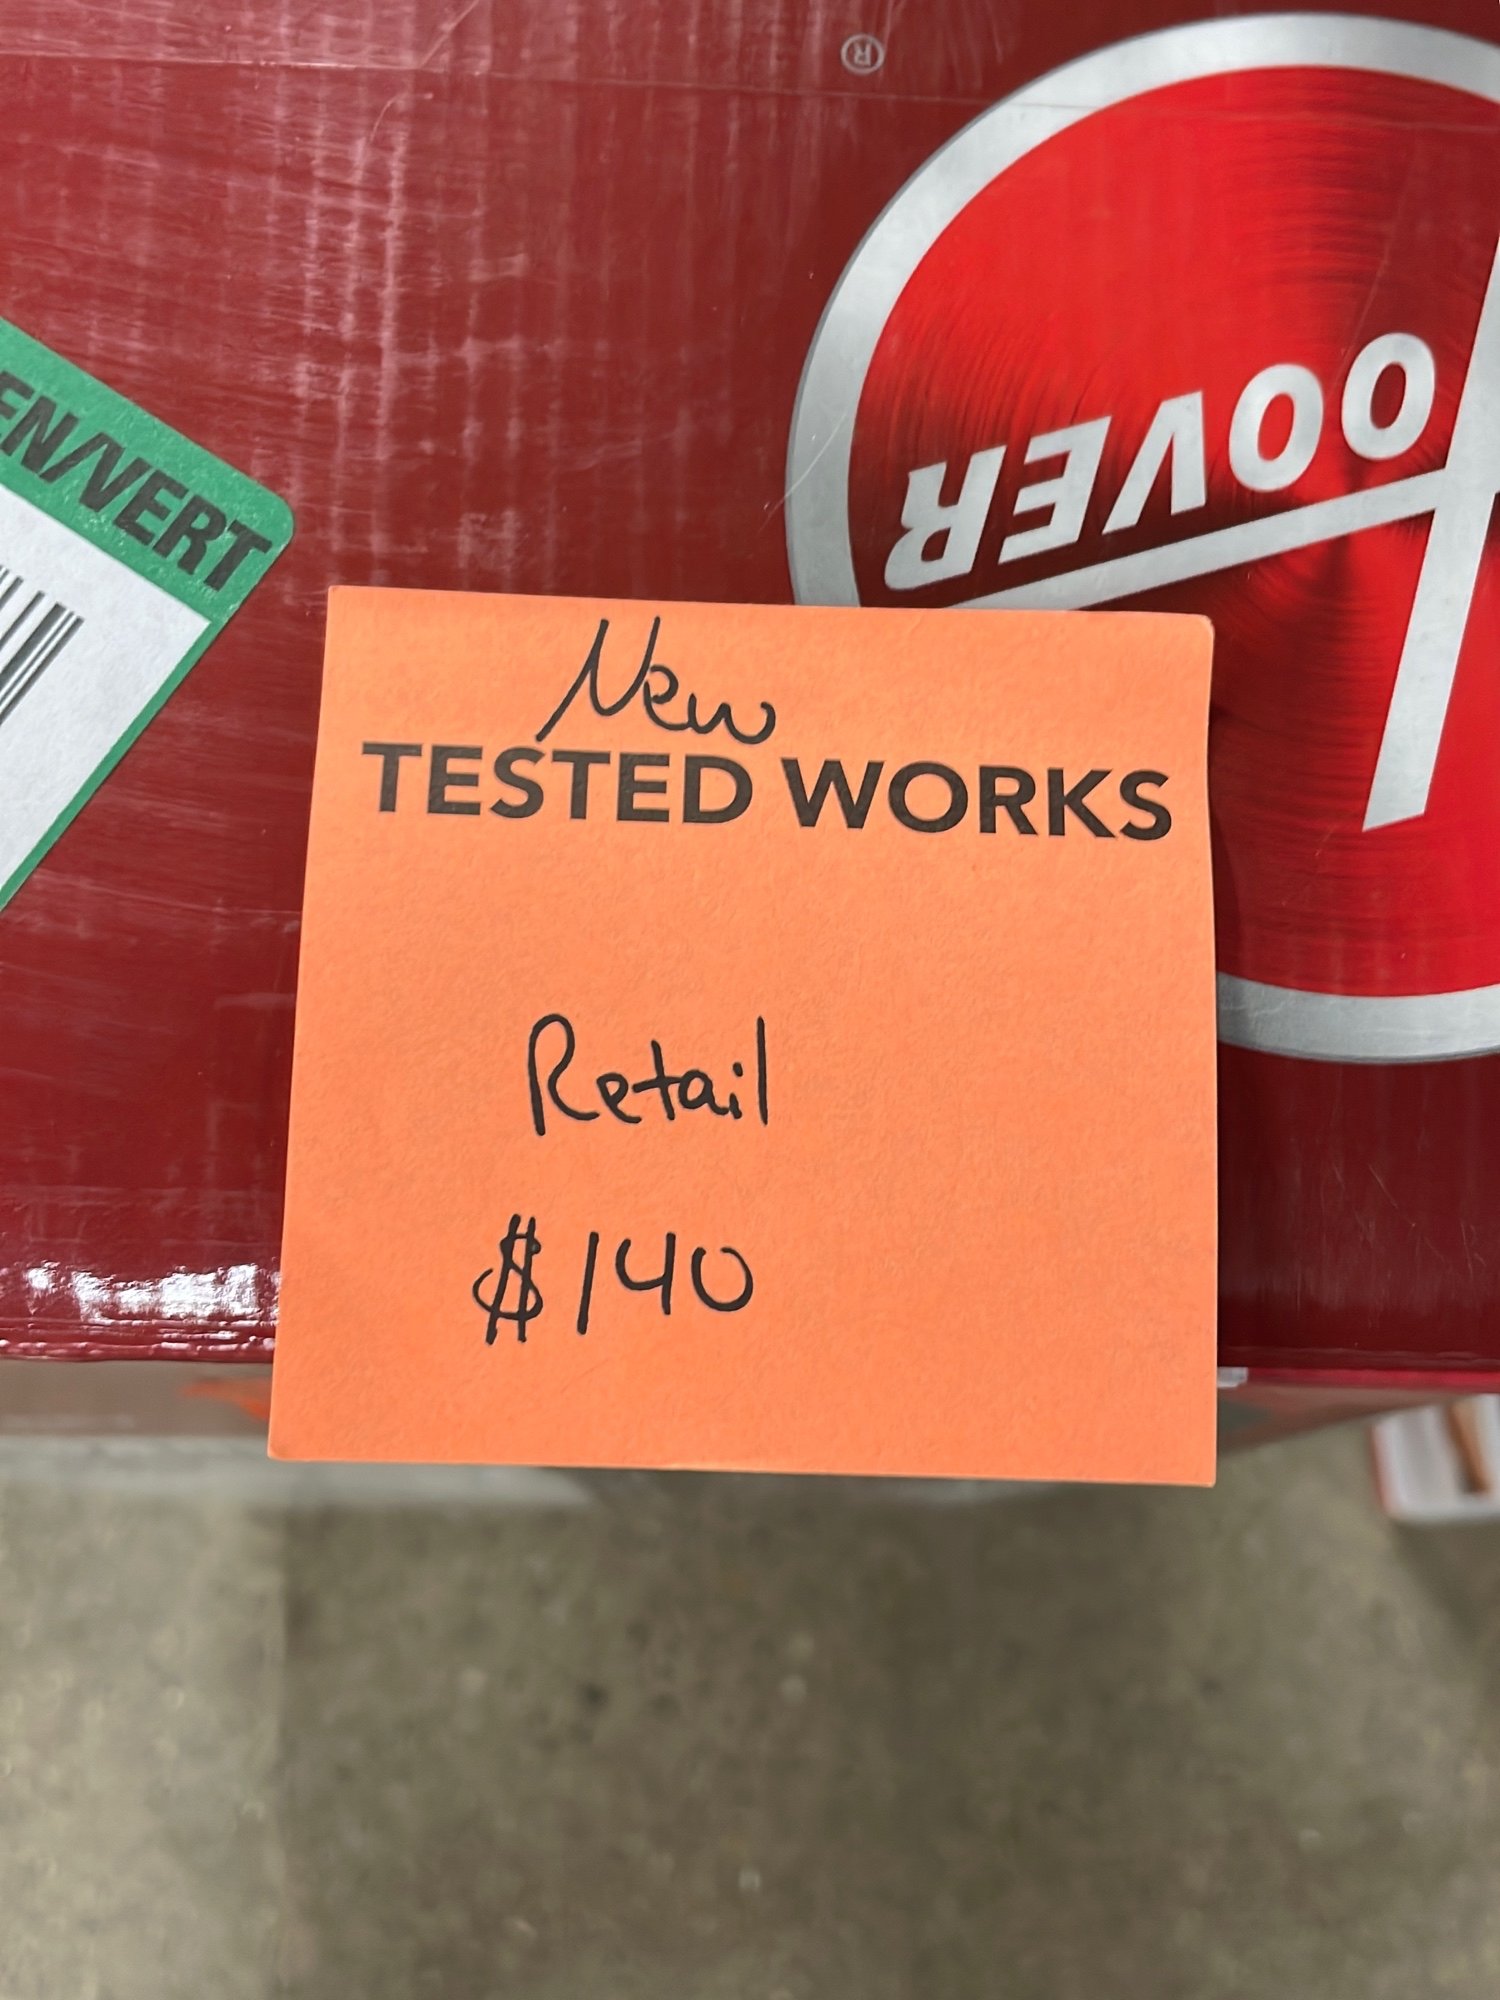 ®
HOOVER
EN/VERT
New
TESTED WORKS
Retail
$140